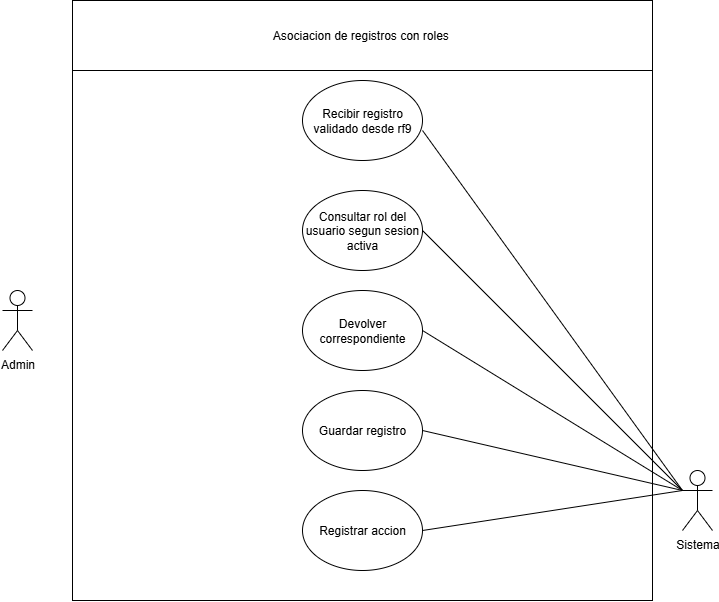 Asociacion de registros con roles
Recibir registro
validado desde rf9
Consultar rol del
usuario segun sesion
activa
Devolver
correspondiente
Admin
Guardar registro
Registrar accion
Sistema